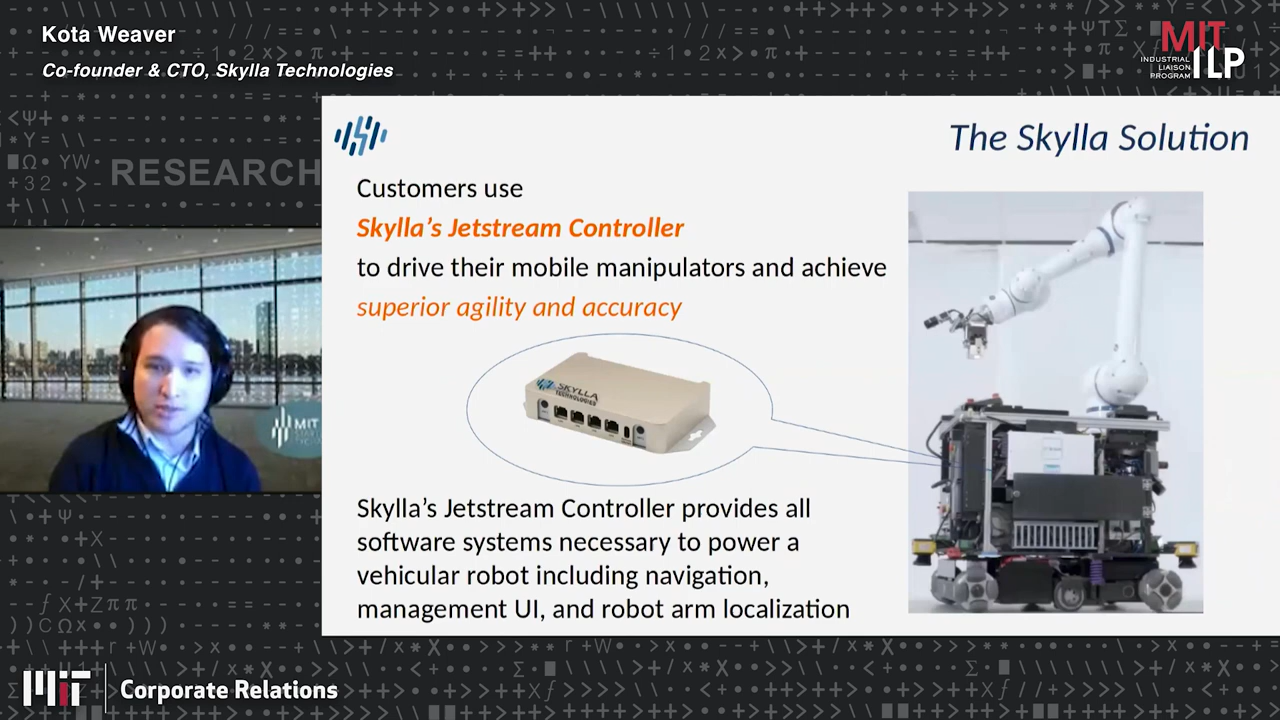 Kota Weaver
Co-founder & CTO, Skylla Technologies
MIT
INDUSTRIAL
LIAISON
PROGRAM
ILP
RESEARCH
The Skylla Solution
Customers use
Skylla's Jetstream Controller
to drive their mobile manipulators and achieve
superior agility and accuracy
SKYLLA
TECHNOLOGIES
MIT
Skylla's Jetstream Controller provides all
software systems necessary to power a
vehicular robot including navigation,
management UI, and robot arm localization
MIT
Corporate Relations